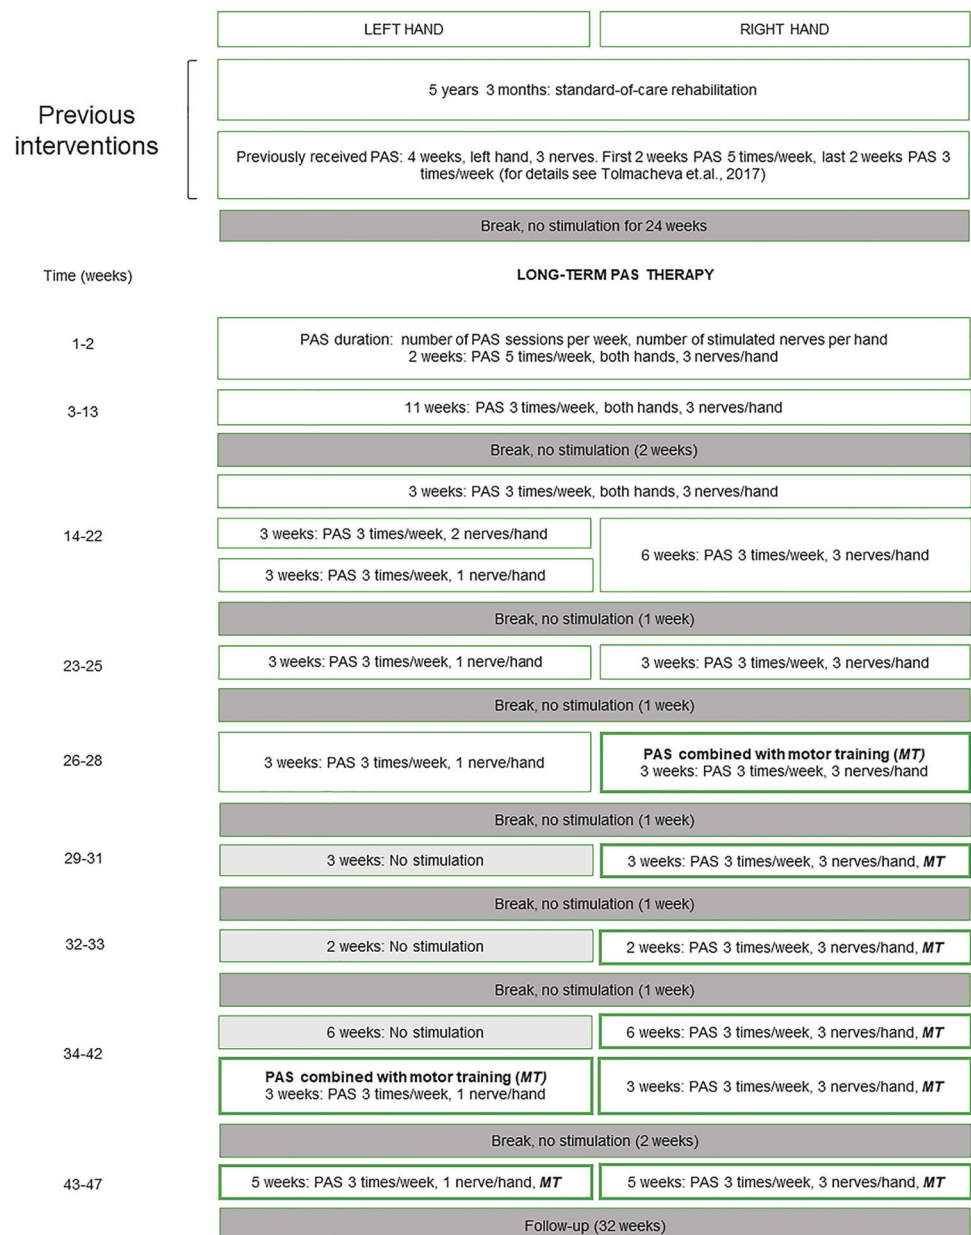 LEFT HAND
RIGHT HAND
Previous
interventions
5 years 3 months: standard-of-care rehabilitation
Previously received PAS: 4 weeks, left hand, 3 nerves. First 2 weeks PAS 5 times/week, last 2 weeks PAS 3
times/week (for details see Tolmacheva et.al., 2017)
Break, no stimulation for 24 weeks
Time (weeks)
LONG-TERM PAS THERAPY
1-2
PAS duration: number of PAS sessions per week, number of stimulated nerves per hand
2 weeks: PAS 5 times/week, both hands, 3 nerves/hand
3-13
11 weeks: PAS 3 times/week, both hands, 3 nerves/hand
Break, no stimulation (2 weeks)
14-22
3 weeks: PAS 3 times/week, both hands, 3 nerves/hand
3 weeks: PAS 3 times/week, 2 nerves/hand
3 weeks: PAS 3 times/week, 1 nerve/hand
6 weeks: PAS 3 times/week, 3 nerves/hand
Break, no stimulation (1 week)
23-25
3 weeks: PAS 3 times/week, 1 nerve/hand
3 weeks: PAS 3 times/week, 3 nerves/hand
Break, no stimulation (1 week)
26-28
3 weeks: PAS 3 times/week, 1 nerve/hand
PAS combined with motor training (MT)
3 weeks: PAS 3 times/week, 3 nerves/hand
Break, no stimulation (1 week)
29-31
3 weeks: No stimulation
3 weeks: PAS 3 times/week, 3 nerves/hand, MT
Break, no stimulation (1 week)
32-33
2 weeks: No stimulation
2 weeks: PAS 3 times/week, 3 nerves/hand, MT
Break, no stimulation (1 week)
34-42
6 weeks: No stimulation
6 weeks: PAS 3 times/week, 3 nerves/hand, MT
PAS combined with motor training (MT)
3 weeks: PAS 3 times/week, 1 nerve/hand
3 weeks: PAS 3 times/week, 3 nerves/hand, MT
Break, no stimulation (2 weeks)
43-47
5 weeks: PAS 3 times/week, 1 nerve/hand, MT
5 weeks: PAS 3 times/week, 3 nerves/hand, MT
Follow-up (32 weeks)